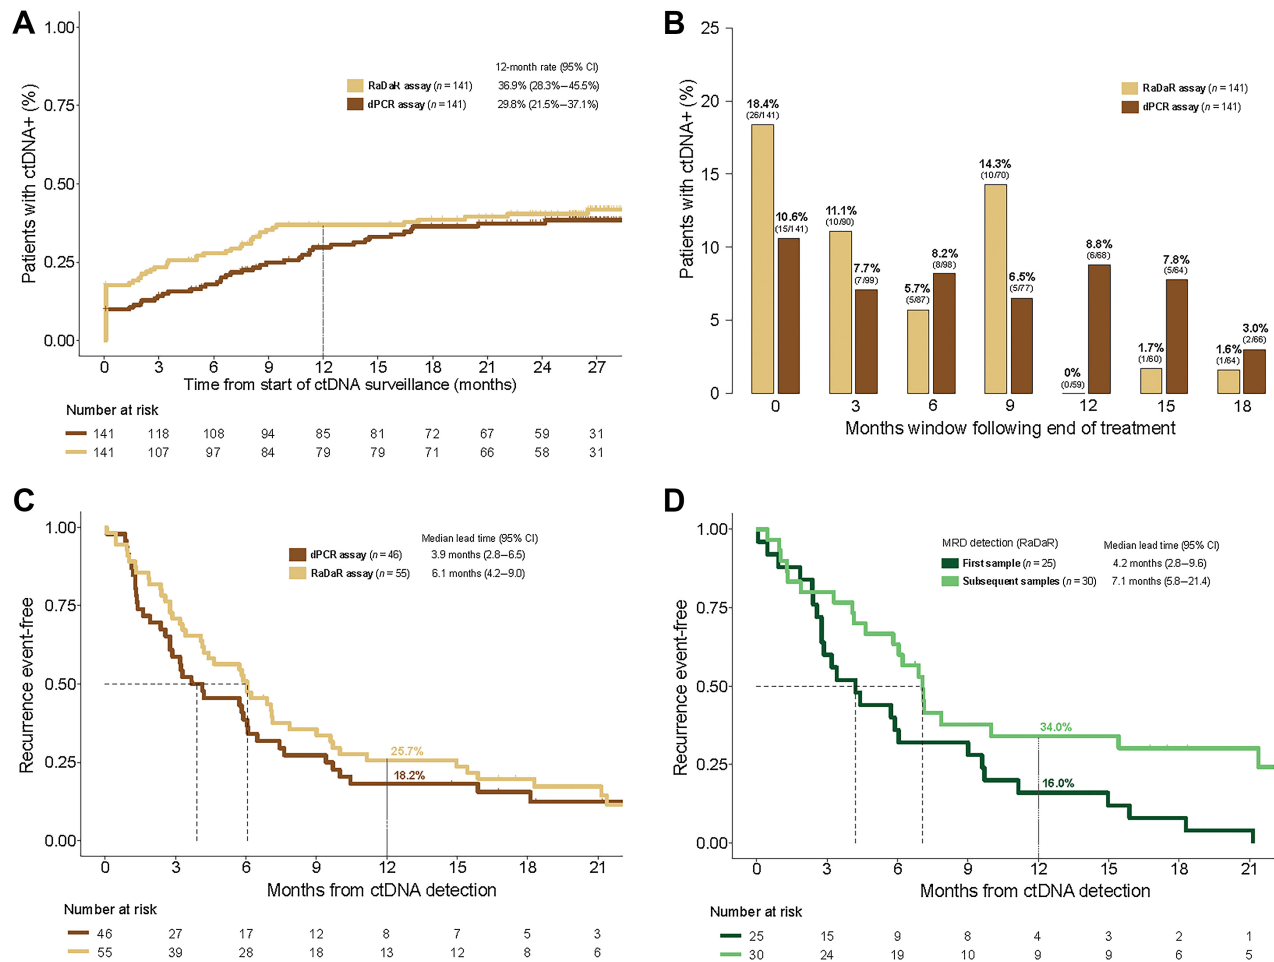 A
1.00
0.75
0.50
0.25
0.00
Patients with ctDNA+ (%)
12-month rate (95% CI)
RaDaR assay (n = 141) 36.9% (28.3%–45.5%)
dPCR assay (n = 141) 29.8% (21.5%–37.1%)
0 3 6 9 12 15 18 21 24 27
Time from start of ctDNA surveillance (months)
Number at risk
141 118 108 94 85 81 72 67 59 31
141 107 97 84 79 79 71 66 58 31
B
25
20
15
10
5
0
Patients with ctDNA+ (%)
RaDaR assay (n = 141)
dPCR assay (n = 141)
18.4%
(26/141)
10.6%
(15/141)
11.1%
(10/90)
7.7%
(7/99)
5.7%
(5/87)
8.2%
(8/98)
14.3%
(10/70)
6.5%
(5/77)
0%
(0/59)
8.8%
(6/68)
1.7%
(1/60)
7.8%
(5/64)
1.6%
(1/64)
3.0%
(2/66)
0 3 6 9 12 15 18
Months window following end of treatment
C
1.00
0.75
0.50
0.25
0.00
Recurrence event-free
Median lead time (95% CI)
dPCR assay (n = 46) 3.9 months (2.8–6.5)
RaDaR assay (n = 55) 6.1 months (4.2–9.0)
25.7%
18.2%
0 3 6 9 12 15 18 21
Months from ctDNA detection
Number at risk
46 27 17 12 8 7 5 3
55 39 28 18 13 12 8 6
D
1.00
0.75
0.50
0.25
0.00
Recurrence event-free
MRD detection (RaDaR) Median lead time (95% CI)
First sample (n = 25) 4.2 months (2.8–9.6)
Subsequent samples (n = 30) 7.1 months (5.8–21.4)
34.0%
16.0%
0 3 6 9 12 15 18 21
Months from ctDNA detection
Number at risk
25 15 9 8 4 3 2 1
30 24 19 10 9 9 6 5